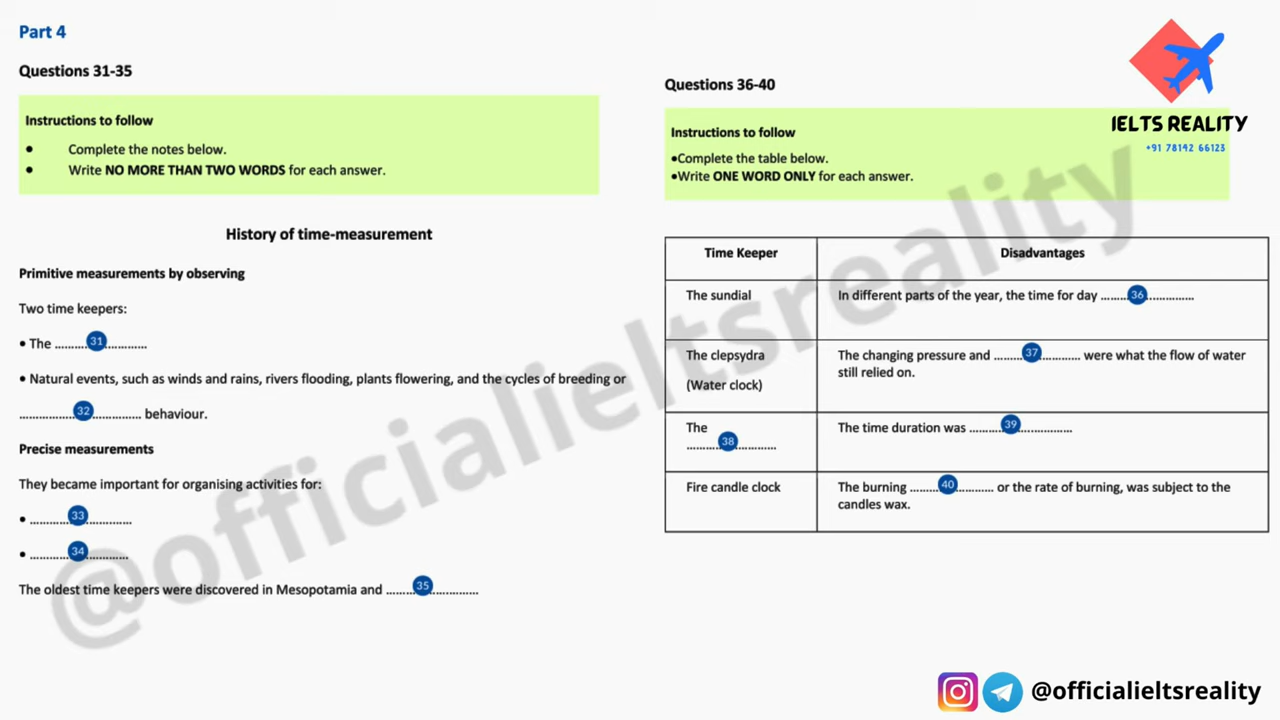 Part 4
Questions 31-35
Instructions to follow
• Complete the notes below.
• Write NO MORE THAN TWO WORDS for each answer.
History of time-measurement
Primitive measurements by observing
Two time keepers:
• The ..........31..............
• Natural events, such as winds and rains, rivers flooding, plants flowering, and the cycles of breeding or
..................32................ behaviour.
Precise measurements
They became important for organising activities for:
• ............33..............
• ............34..............
The oldest time keepers were discovered in Mesopotamia and .........35................
Questions 36-40
Instructions to follow
•Complete the table below.
•Write ONE WORD ONLY for each answer.
Time Keeper Disadvantages
The sundial In different parts of the year, the time for day .........36...............
The clepsydra The changing pressure and .........37............. were what the flow of water
still relied on.
(Water clock)
The The time duration was ..........39..................
..........38..............
Fire candle clock The burning .........40............ or the rate of burning, was subject to the
candles wax.
IELTS REALITY
+91 78142 66123
@officialieltsreality
@officialieltsreality